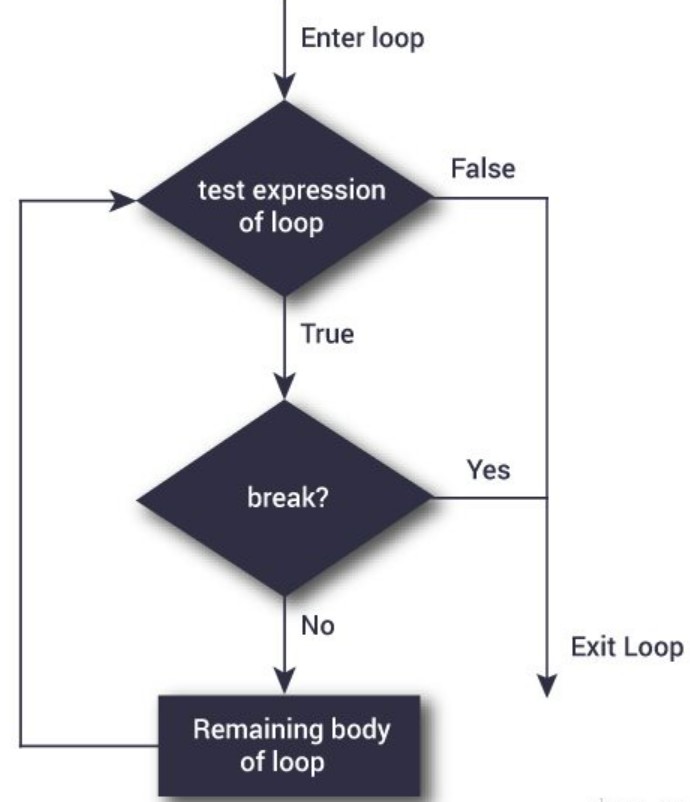 Enter loop
False
test expression
of loop
True
Yes
break?
No
Exit Loop
Remaining body
of loop